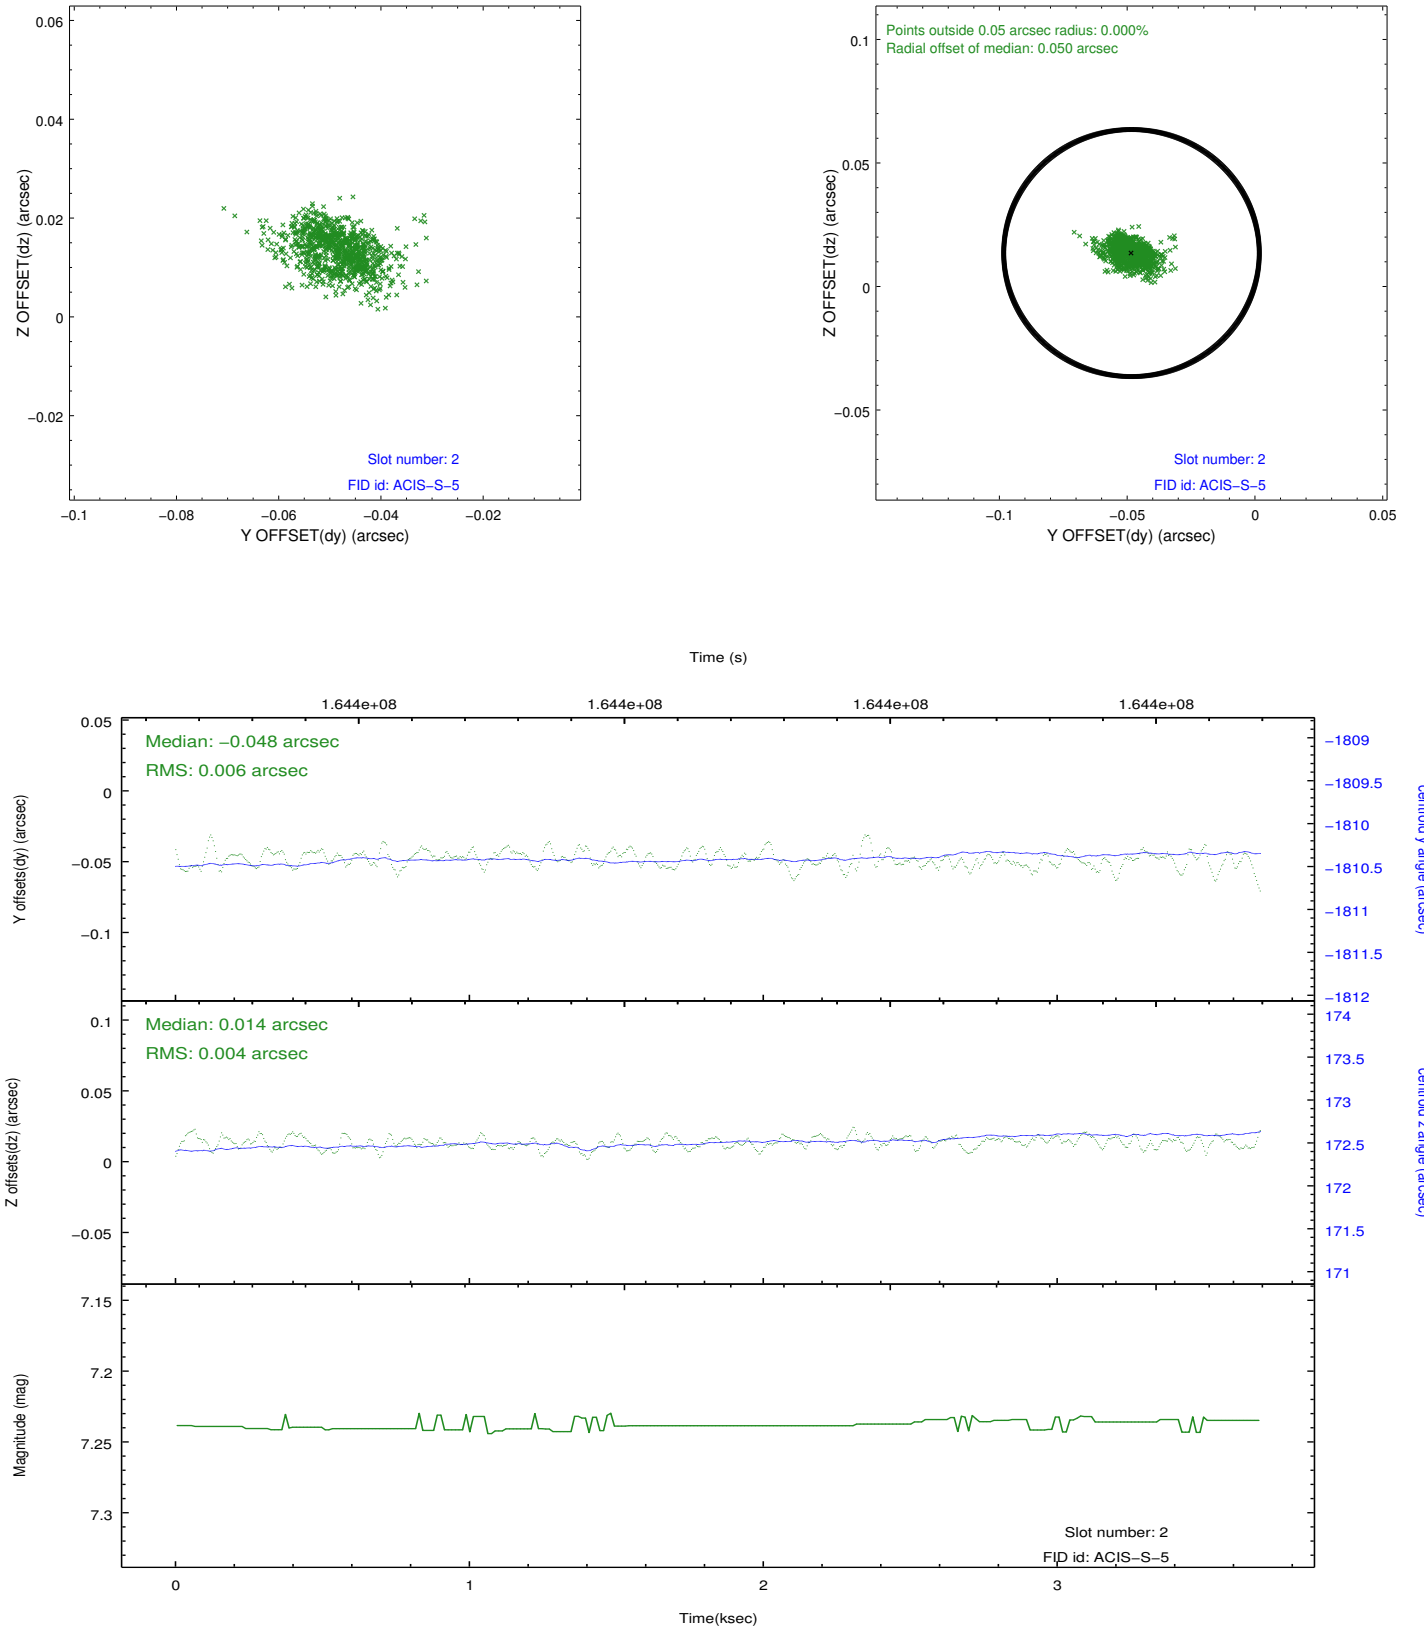 0.06
0.04
0.02
0
−0.02
Z OFFSET(dz) (arcsec)
Slot number: 2
FID id: ACIS−S−5
−0.1
−0.08
−0.06
−0.04
−0.02
Y OFFSET(dy) (arcsec)
Points outside 0.05 arcsec radius: 0.000%
Radial offset of median: 0.050 arcsec
0.1
0.05
0
−0.05
Z OFFSET(dz) (arcsec)
Slot number: 2
FID id: ACIS−S−5
−0.1
−0.05
0
0.05
Y OFFSET(dy) (arcsec)
Time (s)
1.644e+08
1.644e+08
1.644e+08
1.644e+08
Median: −0.048 arcsec
RMS: 0.006 arcsec
0.05
0
−0.05
−0.1
Y offsets(dy) (arcsec)
−1809
−1809.5
−1810
−1810.5
−1811
−1811.5
−1812
centroid y angle (arcsec)
Median: 0.014 arcsec
RMS: 0.004 arcsec
0.1
0.05
0
−0.05
Z offsets(dz) (arcsec)
174
173.5
173
172.5
172
171.5
171
centroid z angle (arcsec)
7.15
7.2
7.25
7.3
Magnitude (mag)
Slot number: 2
FID id: ACIS−S−5
0
1
2
3
Time(ksec)